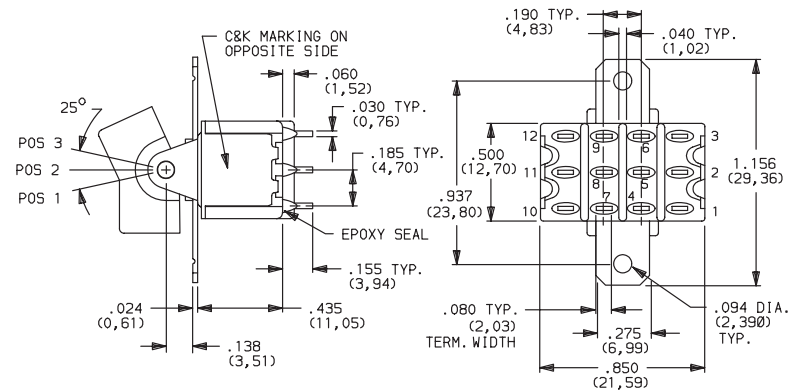 C&K MARKING ON
OPPOSITE SIDE
.060
(1,52)
.030 TYP.
(0,76)
25°
POS 3
POS 2
POS 1
.185 TYP.
(4,70)
EPOXY SEAL
.155 TYP.
(3,94)
.024
(0,61)
.435
(11,05)
.138
(3,51)
.190 TYP.
(4,83)
.040 TYP.
(1,02)
12
9
6
3
.500
(12,70)
11
8
5
2
1.156
(29,36)
.937
(23,80)
10
7
4
1
.080 TYP.
(2,03)
TERM. WIDTH
.275
(6,99)
.094 DIA.
(2,390)
TYP.
.850
(21,59)